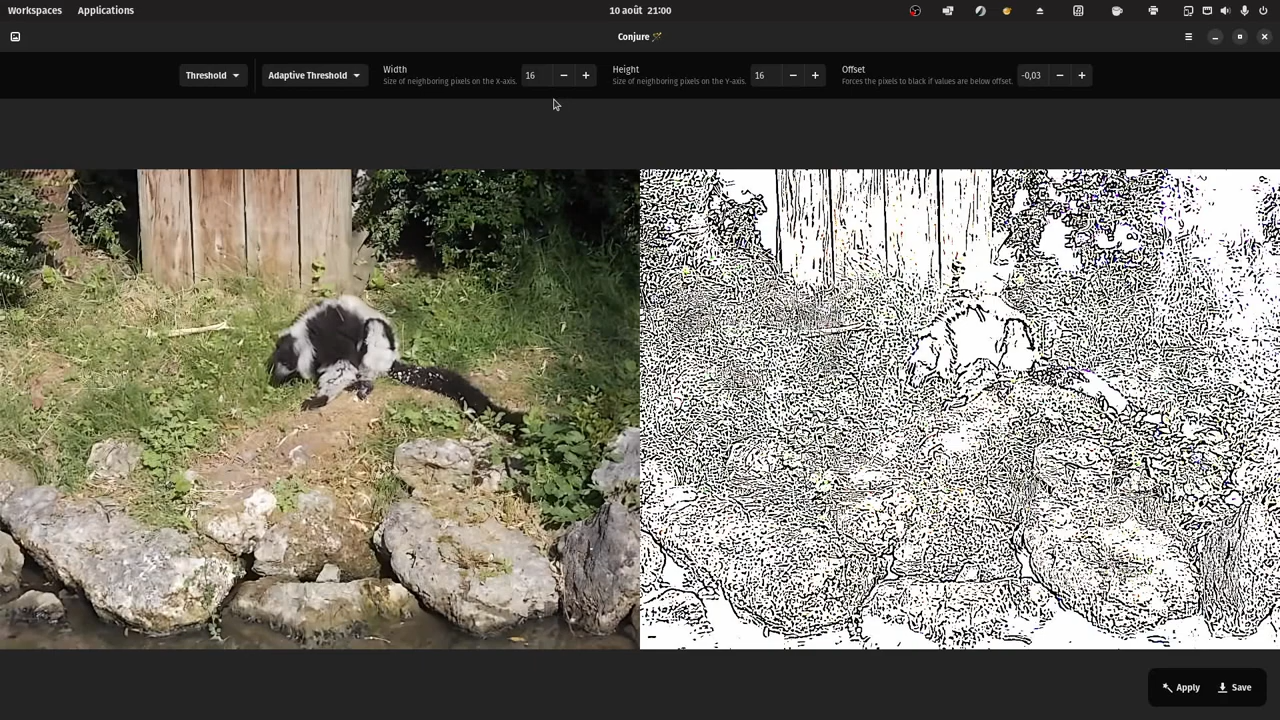 Workspaces Applications 10 août 21:00
Conjure
Threshold Adaptive Threshold Width 16 Height 16 Offset -0,03
Size of neighboring pixels on the X-axis. Size of neighboring pixels on the Y-axis. Forces the pixels to black if values are below offset.
Apply Save